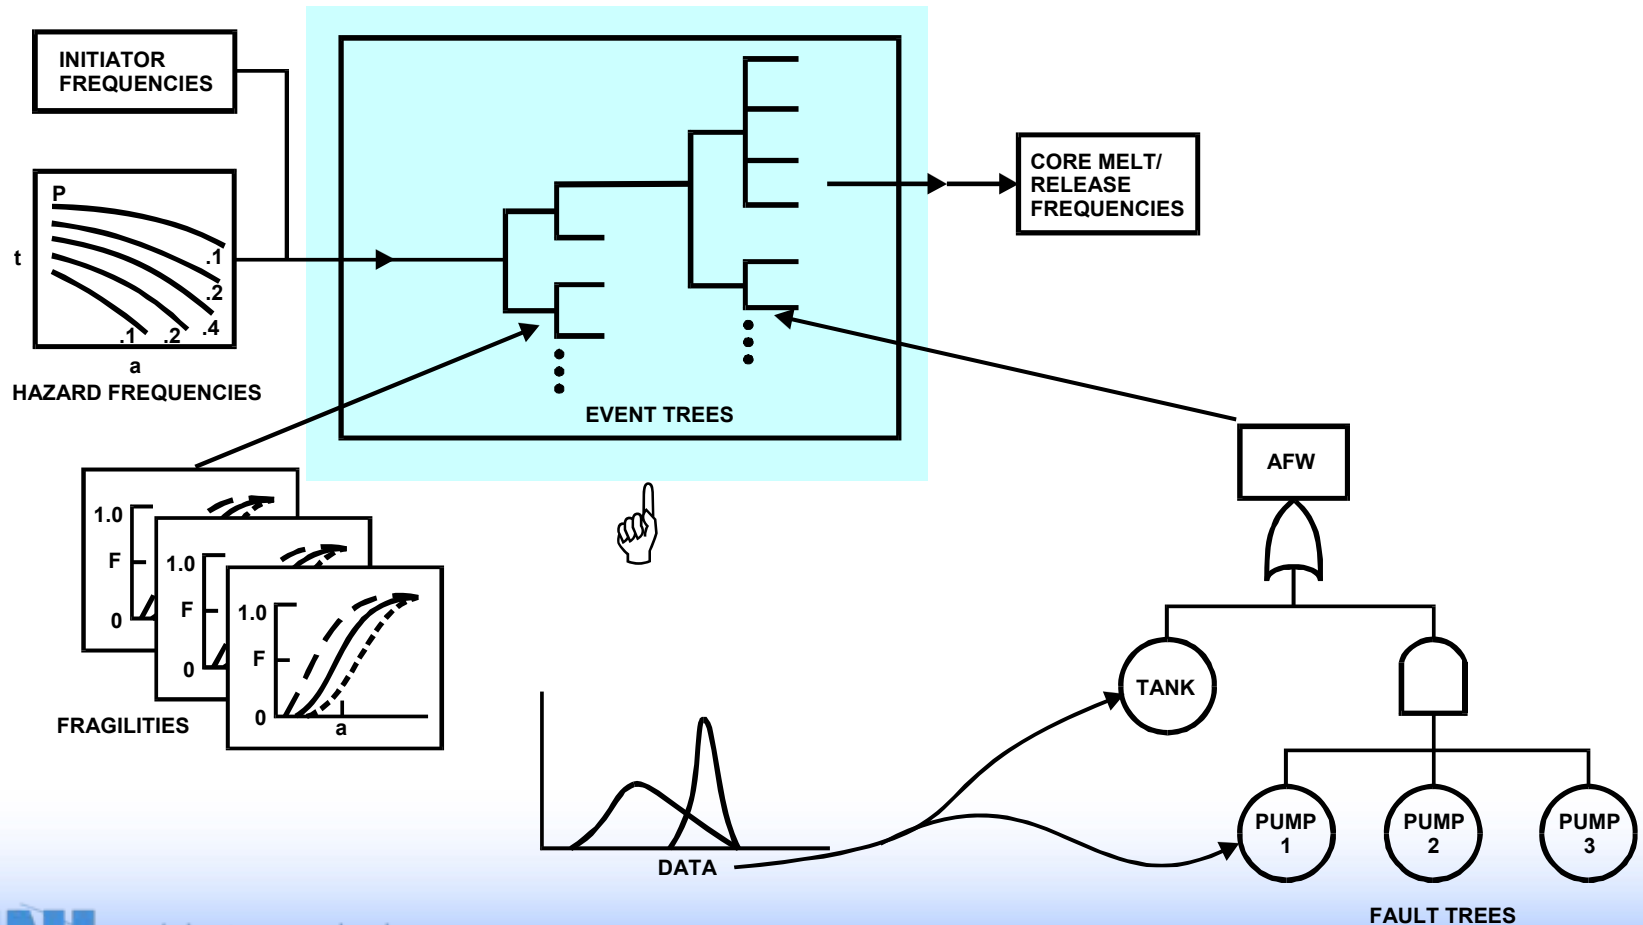 INITIATOR
FREQUENCIES
P
t
.1
.2
.4
.2
.1
a
HAZARD FREQUENCIES
EVENT TREES
CORE MELT/
RELEASE
FREQUENCIES
1.0
F
0
1.0
F
0
1.0
F
0
a
FRAGILITIES
DATA
AFW
TANK
PUMP
1
PUMP
2
PUMP
3
FAULT TREES